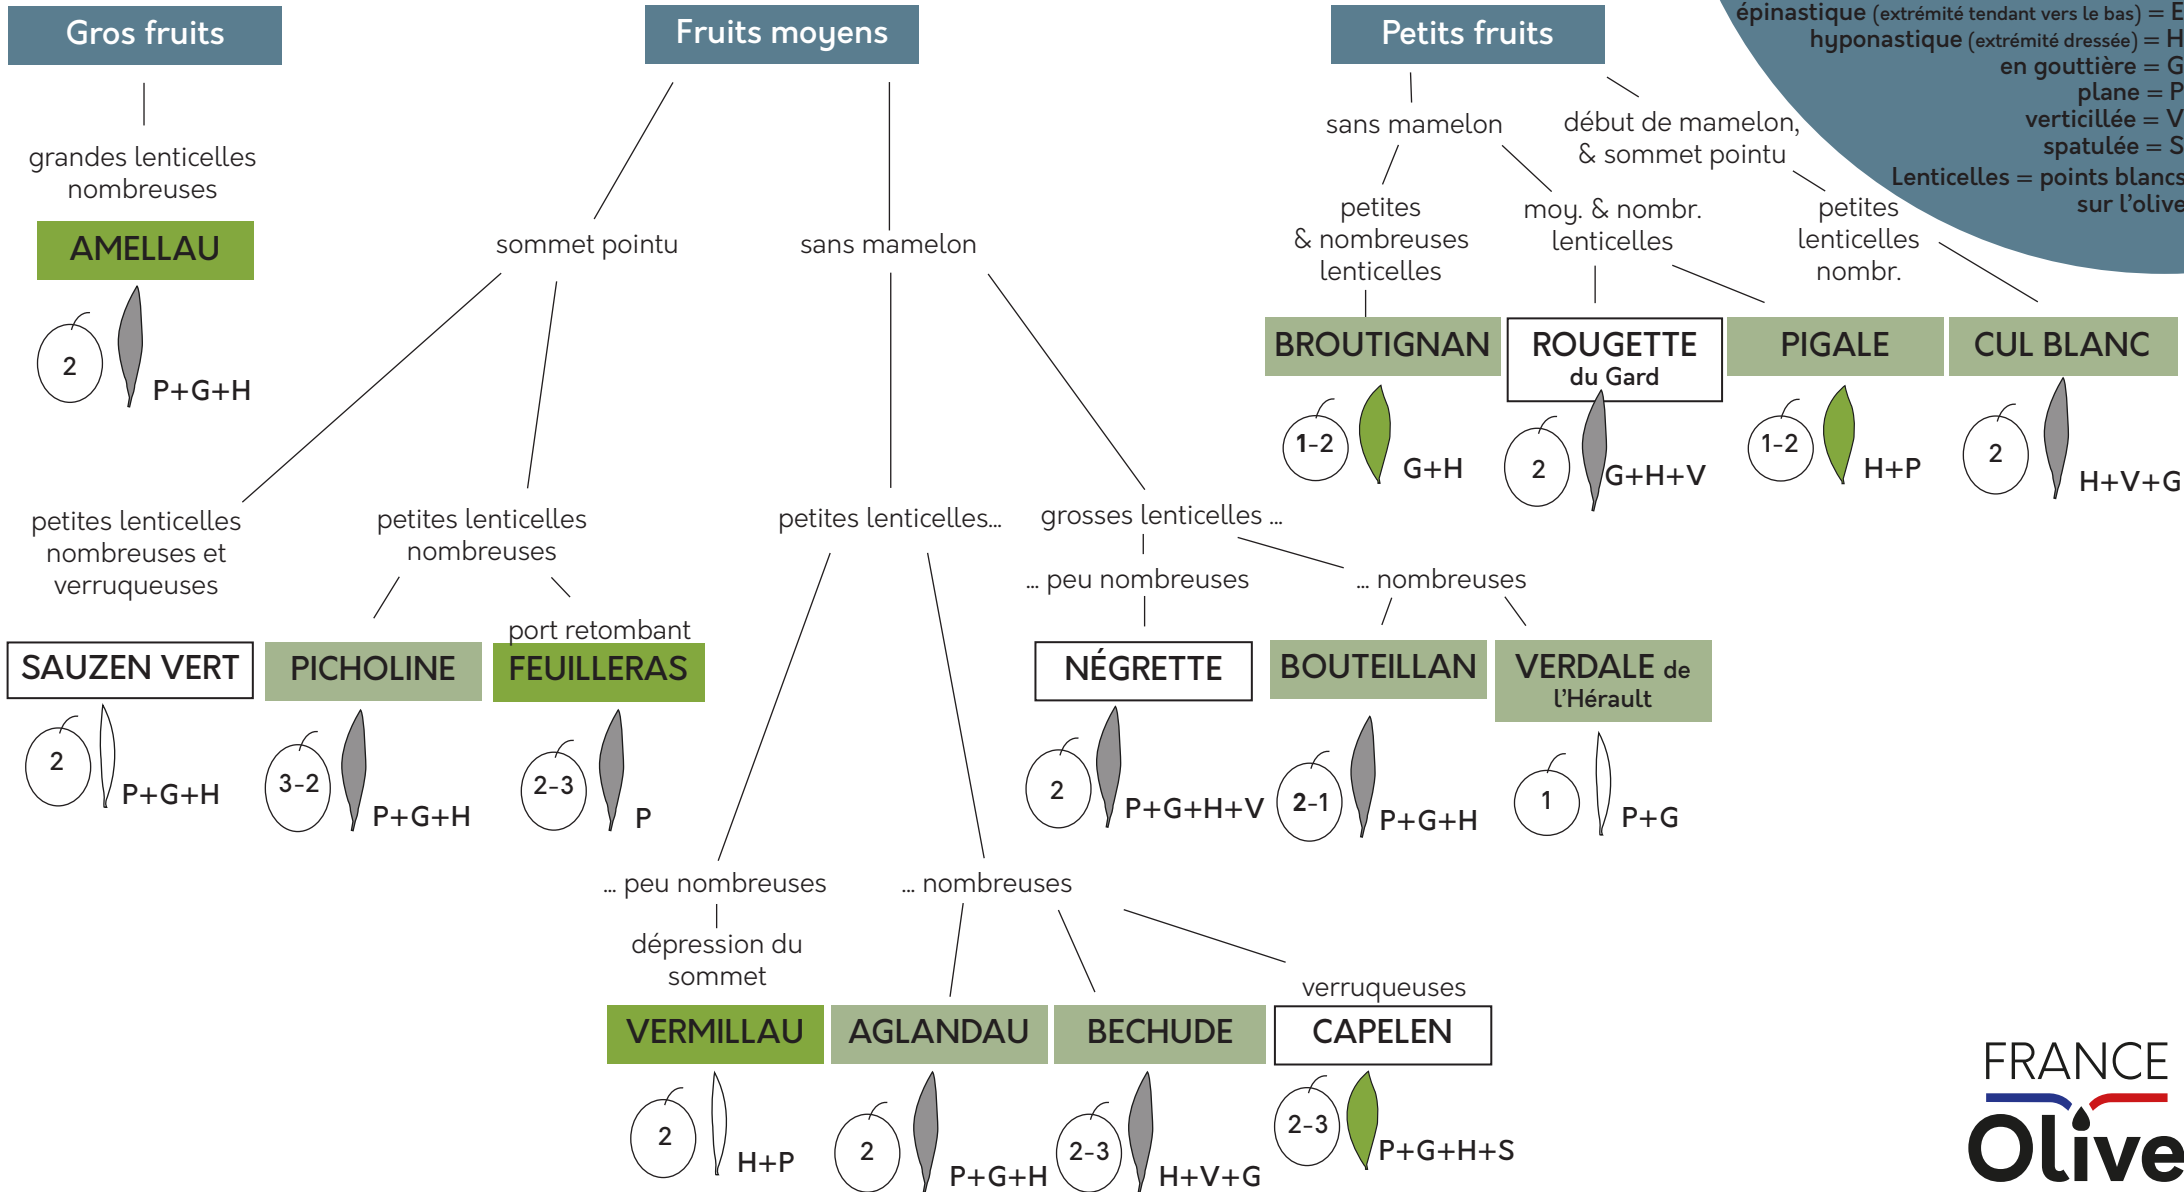 Gros fruits
grandes lenticelles
nombreuses
AMELLAU
2
P+G+H
Fruits moyens
sommet pointu
petites lenticelles
nombreuses et
verruqueuses
SAUZEN VERT
2
P+G+H
petites lenticelles
nombreuses
PICHOLINE
3-2
P+G+H
port retombant
FEUILLERAS
2-3
P
sans mamelon
petites lenticelles...
... peu nombreuses
dépression du
sommet
VERMILLAU
2
H+P
... nombreuses
AGLANDAU
2
P+G+H
BECHUDE
2-3
H+V+G
verruqueuses
CAPELEN
2-3
P+G+H+S
grosses lenticelles ...
... peu nombreuses
NÉGRETTE
2
P+G+H+V
... nombreuses
BOUTEILLAN
2-1
P+G+H
VERDALE de
l'Hérault
1
P+G
Petits fruits
sans mamelon
petites
& nombreuses
lenticelles
BROUTIGNAN
1-2
G+H
moy. & nombr.
lenticelles
ROUGETTE
du Gard
2
G+H+V
PIGALE
1-2
H+P
début de mamelon,
& sommet pointu
petites
lenticelles
nombr.
CUL BLANC
2
H+V+G
épinastique (extrémité tendant vers le bas) = E
hyponastique (extrémité dressée) = H
en gouttière = G
plane = P
verticillée = V
spatulée = S
Lenticelles = points blancs
sur l'olive
FRANCE
Olive